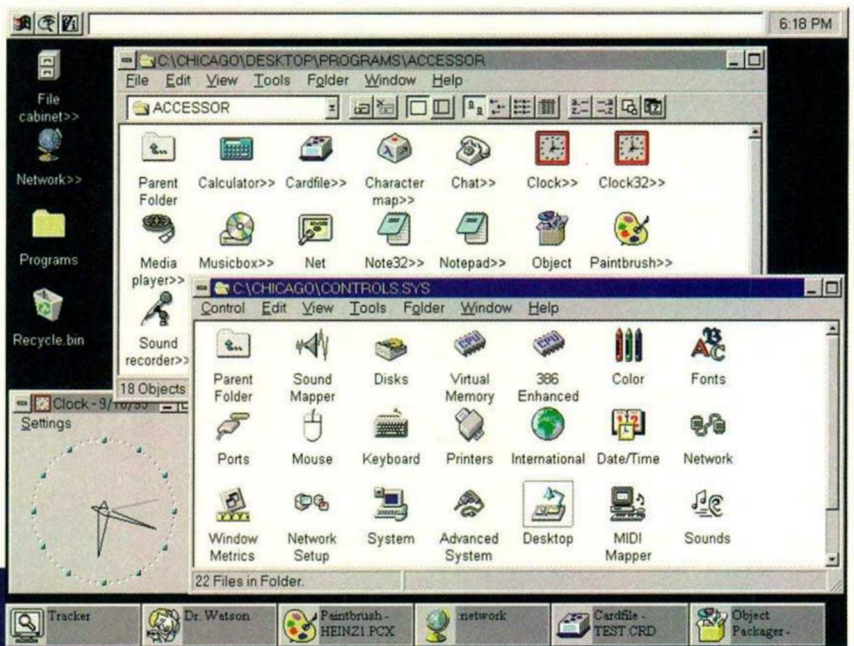 6:18 PM
File cabinet>>
Network>>
Programs
Recycle.bin
C:\CHICAGO\DESKTOP\PROGRAMS\ACCESSOR
File Edit View Tools Folder Window Help
ACCESSOR
Parent Folder
Calculator>>
Cardfile>>
Character map>>
Chat>>
Clock>>
Clock32>>
Media player>>
Musicbox>>
Net
Note32>>
Notepad>>
Object
Paintbrush>>
Sound recorder>>
18 Objects
C:\CHICAGO\CONTROLS.SYS
Control Edit View Tools Folder Window Help
Parent Folder
Sound Mapper
Disks
Virtual Memory
386 Enhanced
Color
Fonts
Ports
Mouse
Keyboard
Printers
International
Date/Time
Network
Window Metrics
Network Setup
System
Advanced System
Desktop
MIDI Mapper
Sounds
22 Files in Folder.
Clock -
Settings
Tracker
Dr. Watson
Paintbrush - HEINZ1.PCX
network
Cardfile - TEST.CRD
Object Packager -